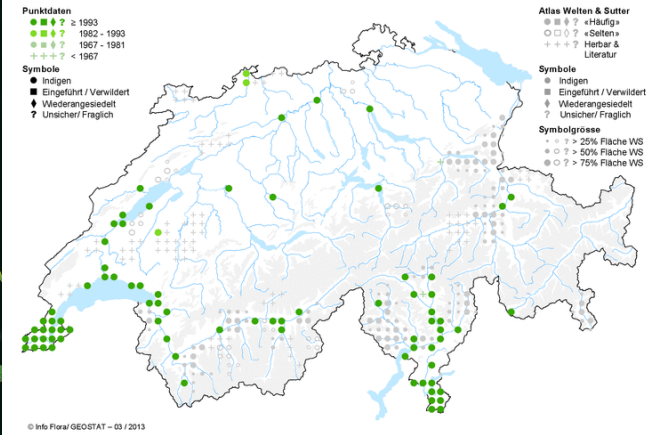 Punktdaten
? ≥ 1993
? 1982 - 1993
? 1967 - 1981
+++? < 1967
Symbole
Indigen
Eingeführt / Verwildert
Wiederangesiedelt
? Unsicher/ Fraglich
Atlas Welten & Sutter
? «Häufig»
? «Selten»
+++? Herbar &
Literatur
Symbole
Indigen
Eingeführt / Verwildert
Wiederangesiedelt
? Unsicher/ Fraglich
Symbolgrösse
? > 25% Fläche WS
? > 50% Fläche WS
? > 75% Fläche WS
© Info Flora/ GEOSTAT – 03 / 2013